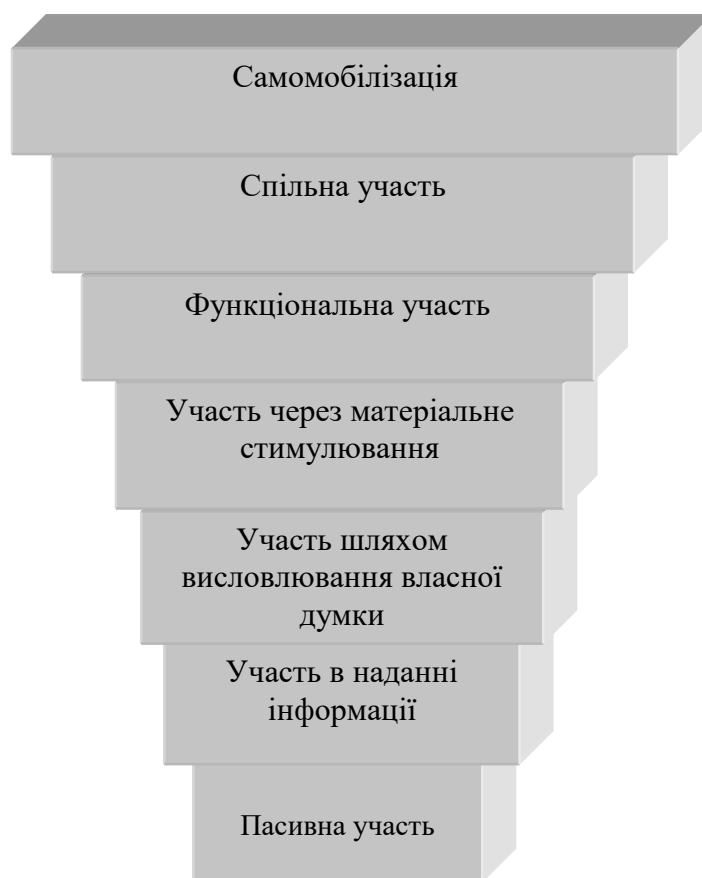 Самомобілізація
Спільна участь
Функціональна участь
Участь через матеріальне
стимулювання
Участь шляхом
висловлювання власної
думки
Участь в наданні
інформації
Пасивна участь